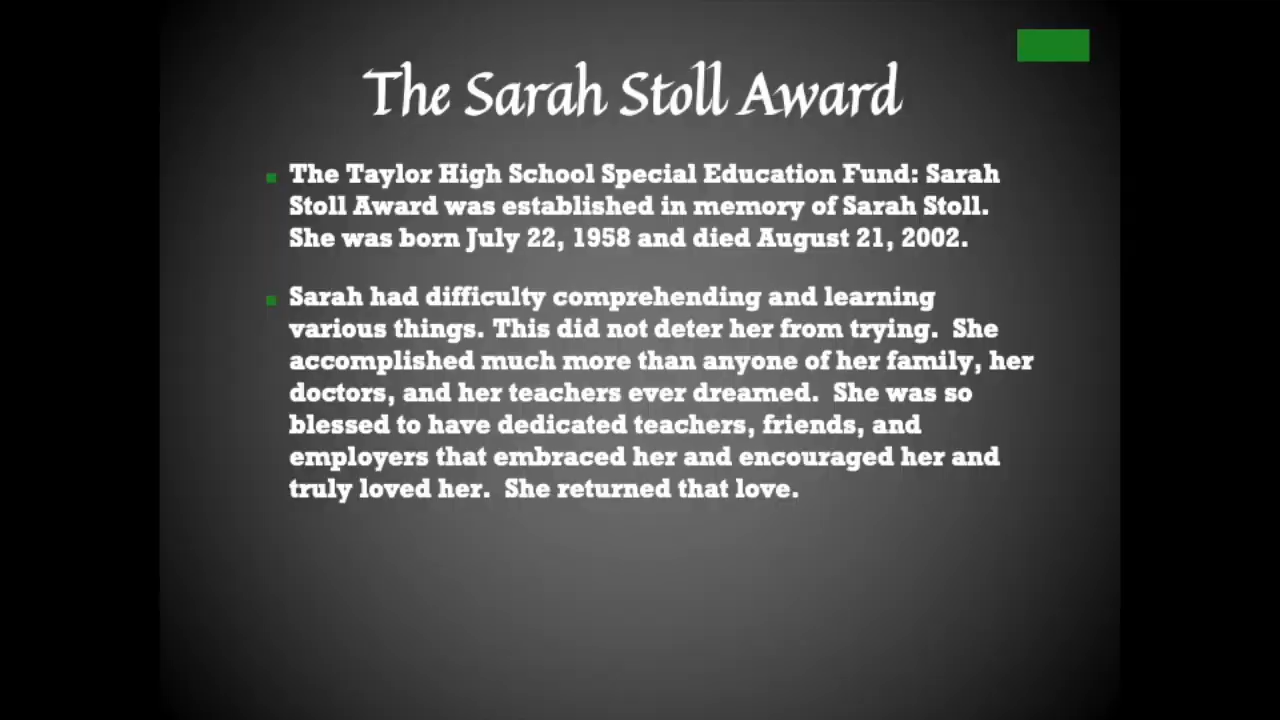 The Sarah Stoll Award
The Taylor High School Special Education Fund: Sarah
Stoll Award was established in memory of Sarah Stoll.
She was born July 22, 1958 and died August 21, 2002.
Sarah had difficulty comprehending and learning
various things. This did not deter her from trying.  She
accomplished much more than anyone of her family, her
doctors, and her teachers ever dreamed.  She was so
blessed to have dedicated teachers, friends, and
employers that embraced her and encouraged her and
truly loved her.  She returned that love.